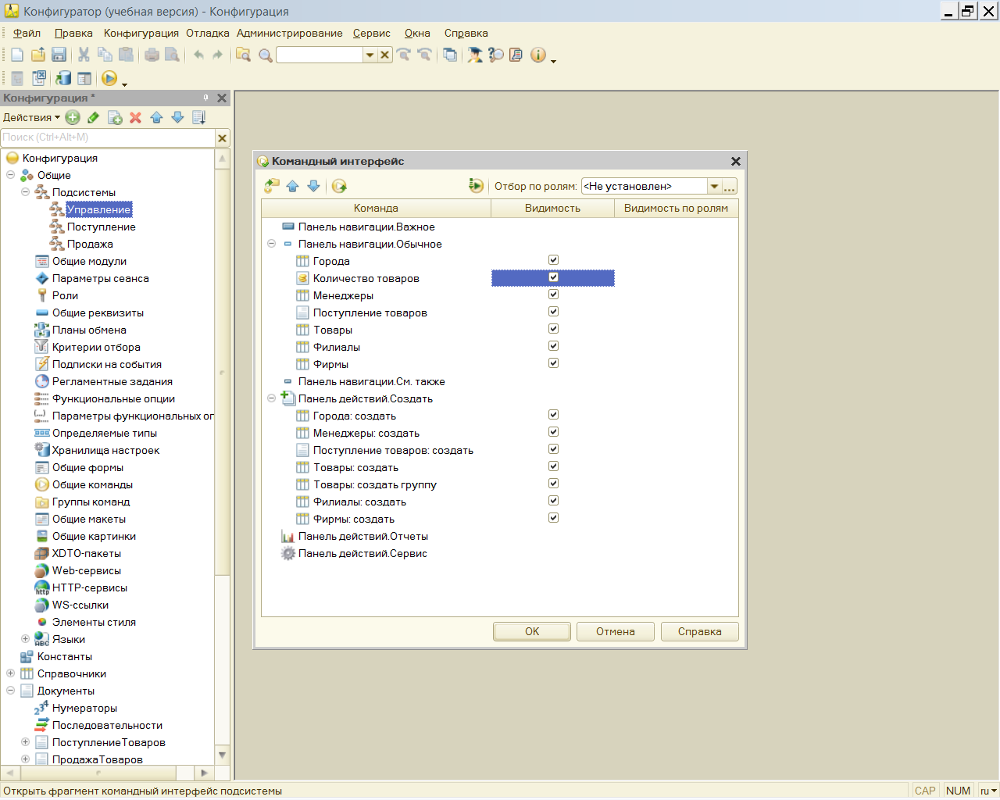 Конфигуратор (учебная версия) - Конфигурация
Файл Правка Конфигурация Отладка Администрирование Сервис Окна Справка
Конфигурация *
Действия
Поиск (Ctrl+Alt+M)
Конфигурация
Общие
Подсистемы
Управление
Поступление
Продажа
Общие модули
Параметры сеанса
Роли
Общие реквизиты
Планы обмена
Критерии отбора
Подписки на события
Регламентные задания
Функциональные опции
Параметры функциональных оп
Определяемые типы
Хранилища настроек
Общие формы
Общие команды
Группы команд
Общие макеты
Общие картинки
XDTO-пакеты
Web-сервисы
HTTP-сервисы
WS-ссылки
Элементы стиля
Языки
Константы
Справочники
Документы
Нумераторы
Последовательности
ПоступлениеТоваров
ПродажаТоваров
Командный интерфейс
Отбор по ролям: <Не установлен>
Команда Видимость Видимость по ролям
Панель навигации.Важное
Панель навигации.Обычное
Города
Количество товаров
Менеджеры
Поступление товаров
Товары
Филиалы
Фирмы
Панель навигации.См. также
Панель действий.Создать
Города: создать
Менеджеры: создать
Поступление товаров: создать
Товары: создать
Товары: создать группу
Филиалы: создать
Фирмы: создать
Панель действий.Отчеты
Панель действий.Сервис
ОК Отмена Справка
Открыть фрагмент командный интерфейс подсистемы
CAP NUM ru